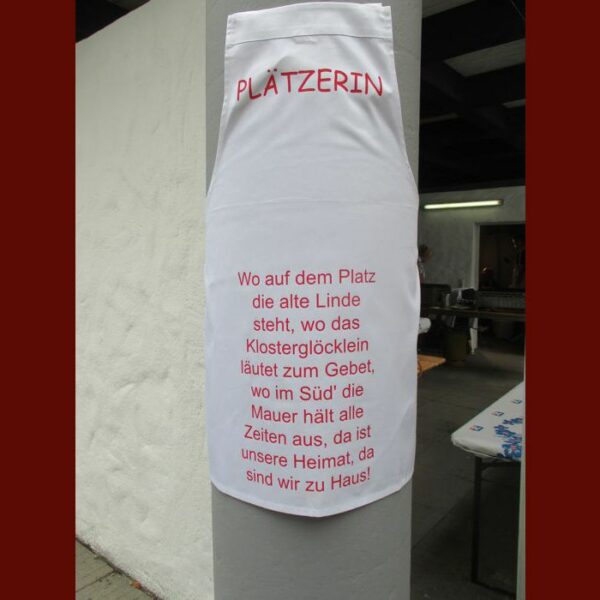 PLÄTZERIN
Wo auf dem Platz
die alte Linde
steht, wo das
Klosterglöcklein
läutet zum Gebet,
wo im Süd' die
Mauer hält alle
Zeiten aus, da ist
unsere Heimat, da
sind wir zu Haus!